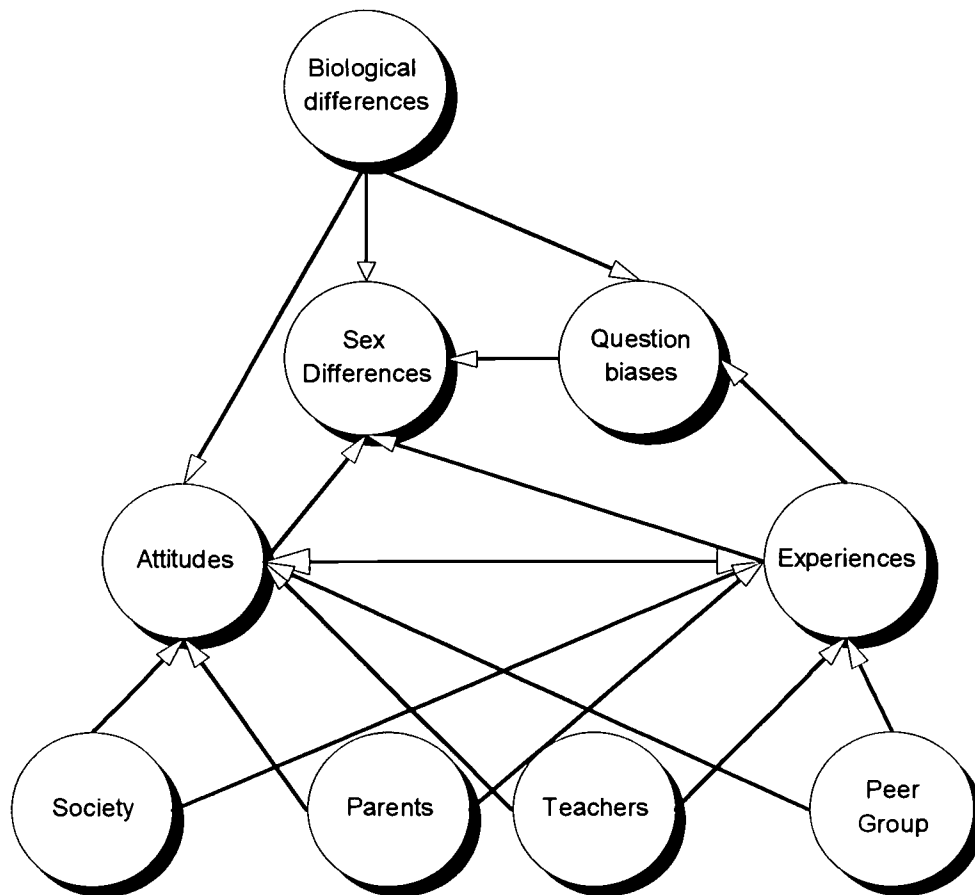 Biological
differences
Sex
Differences
Question
biases
Attitudes
Experiences
Society
Parents
Teachers
Peer
Group